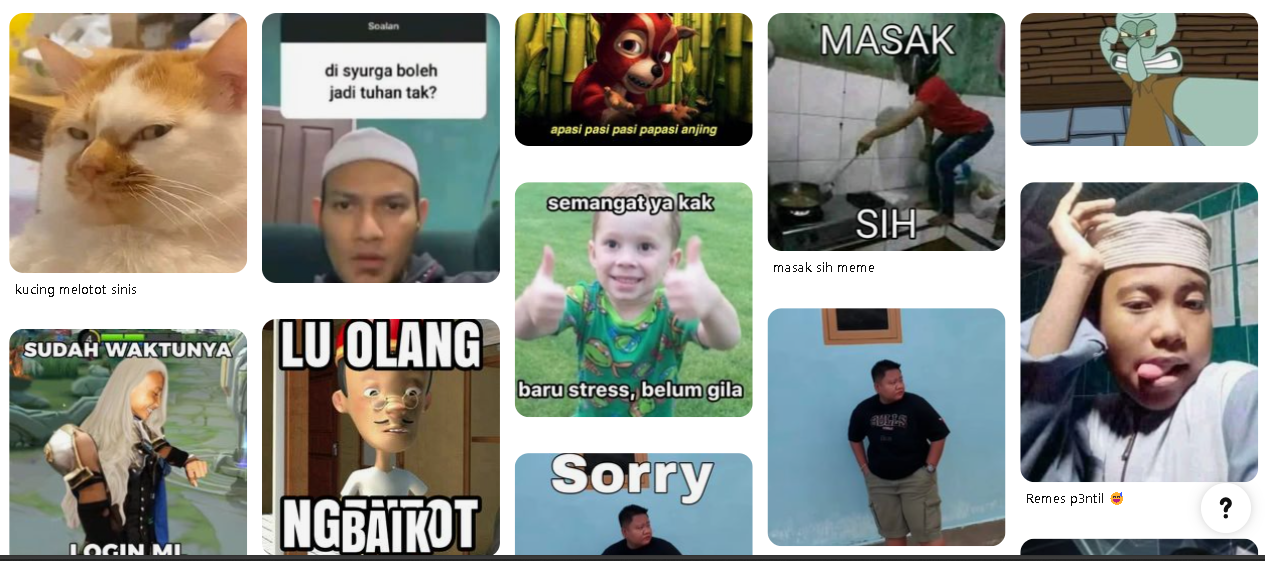 kucing melotot sinis
SUDAH WAKTUNYA
LOGIN ML
Soalan
di syurga boleh
jadi tuhan tak?
LU OLANG
NGBAIKOT
apasi pasi pasi papasi anjing
semangat ya kak
baru stress, belum gila
Sorry
MASAK
SIH
masak sih meme
Remes p3ntil 😅
?